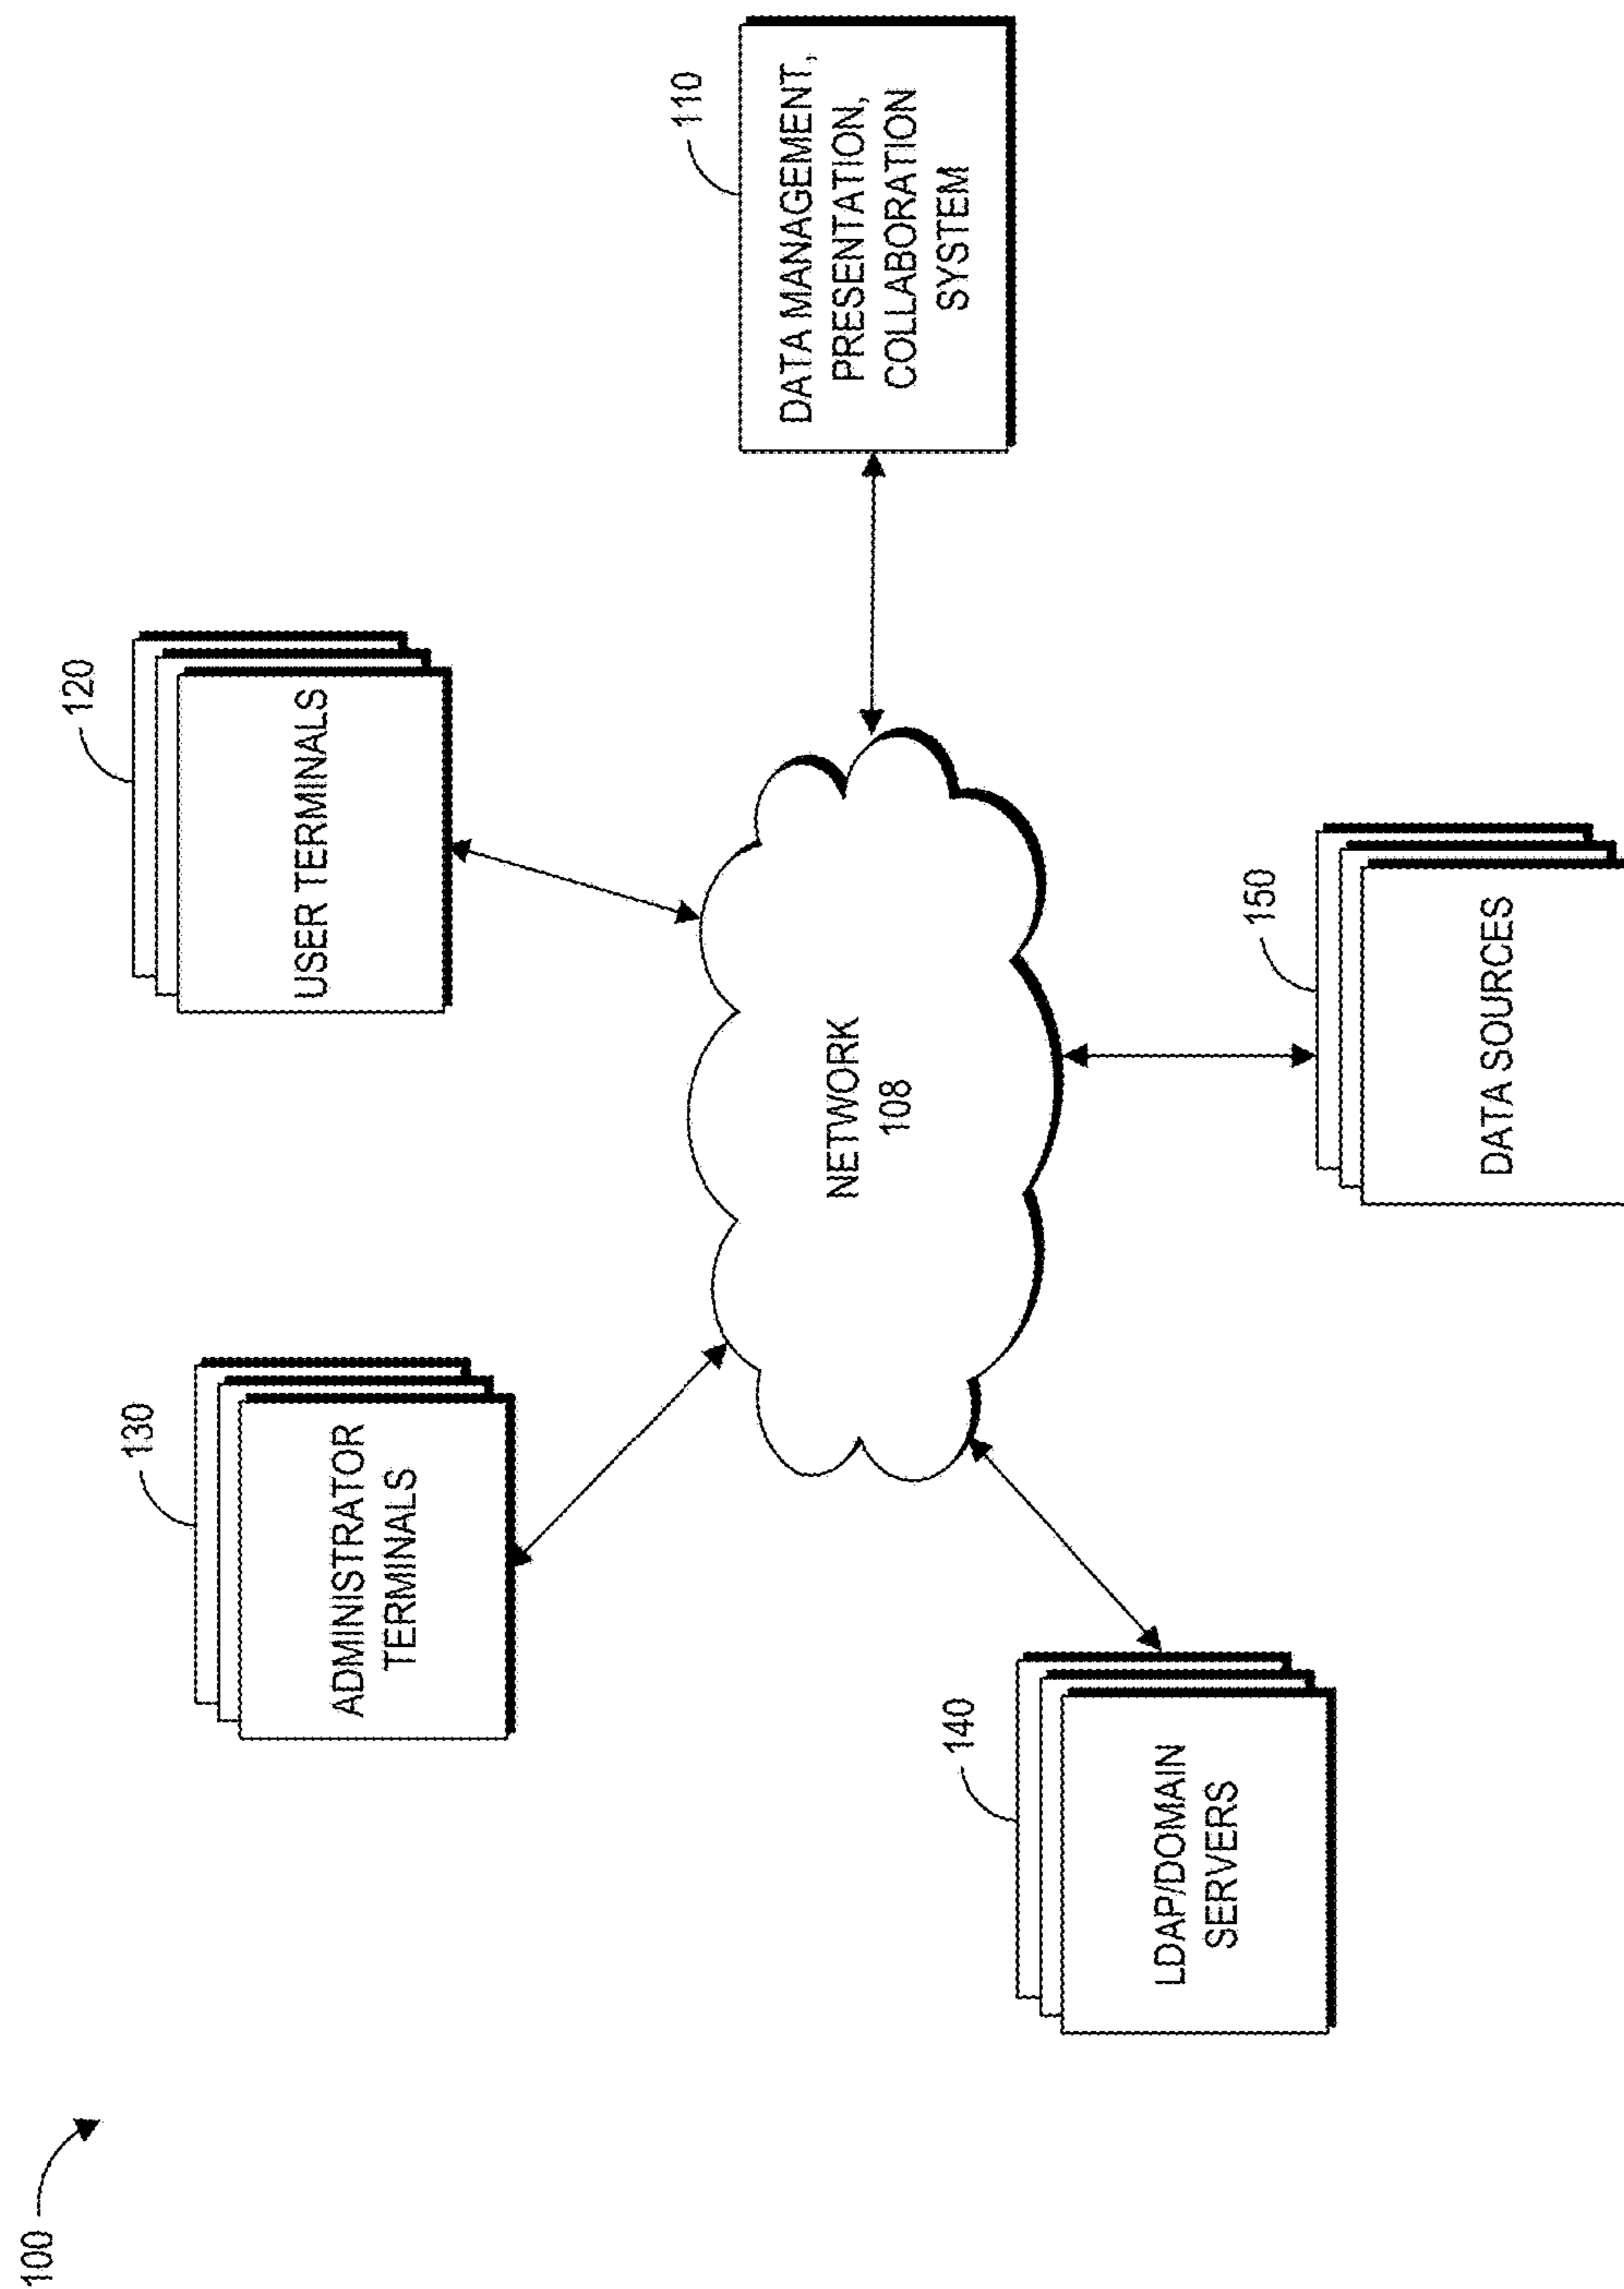 100
130
ADMINISTRATOR
TERMINALS
120
USER TERMINALS
110
DATA MANAGEMENT,
PRESENTATION,
COLLABORATION
SYSTEM
NETWORK
108
140
LDAP/DOMAIN
SERVERS
150
DATA SOURCES